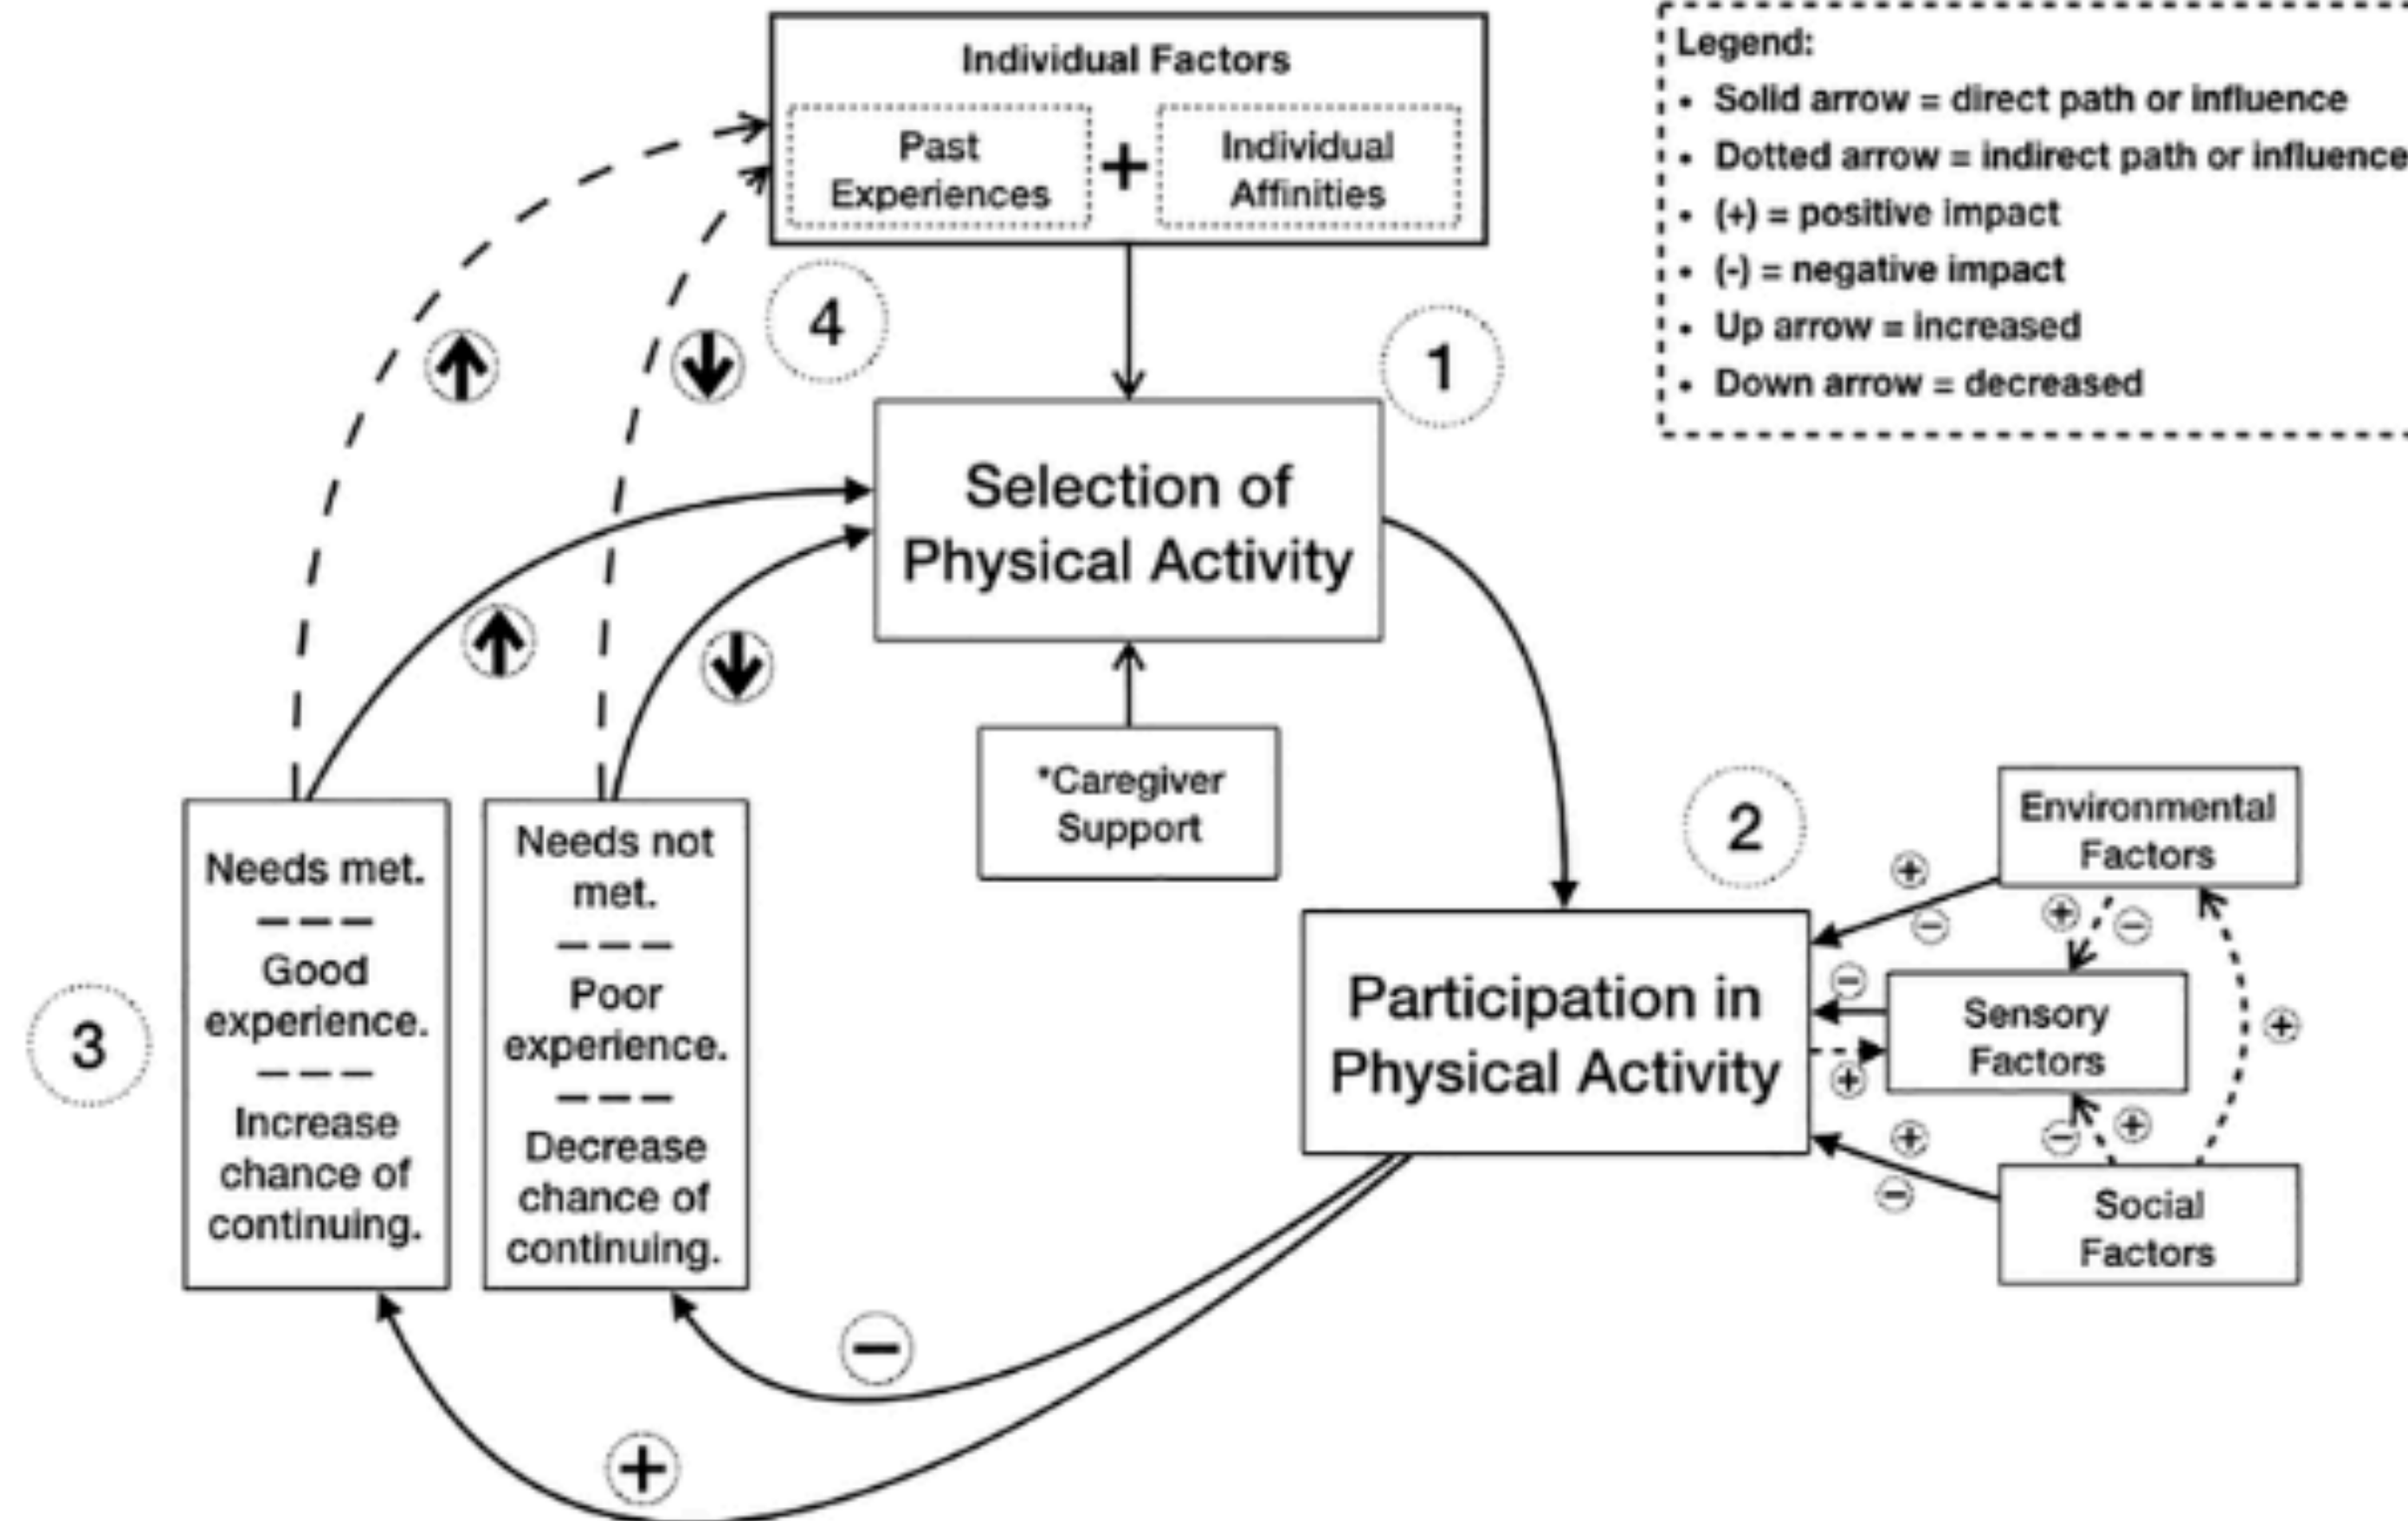 Individual Factors
Past
Experiences
+
Individual
Affinities
Legend:
• Solid arrow = direct path or influence
• Dotted arrow = indirect path or influence
• (+) = positive impact
• (-) = negative impact
• Up arrow = increased
• Down arrow = decreased
4
1
Selection of
Physical Activity
*Caregiver
Support
2
Environmental
Factors
+
−
+
−
Participation in
Physical Activity
−
+
Sensory
Factors
+
+
−
−
+
Social
Factors
3
Needs met.
– – –
Good
experience.
– – –
Increase
chance of
continuing.
Needs not
met.
– – –
Poor
experience.
– – –
Decrease
chance of
continuing.
−
+